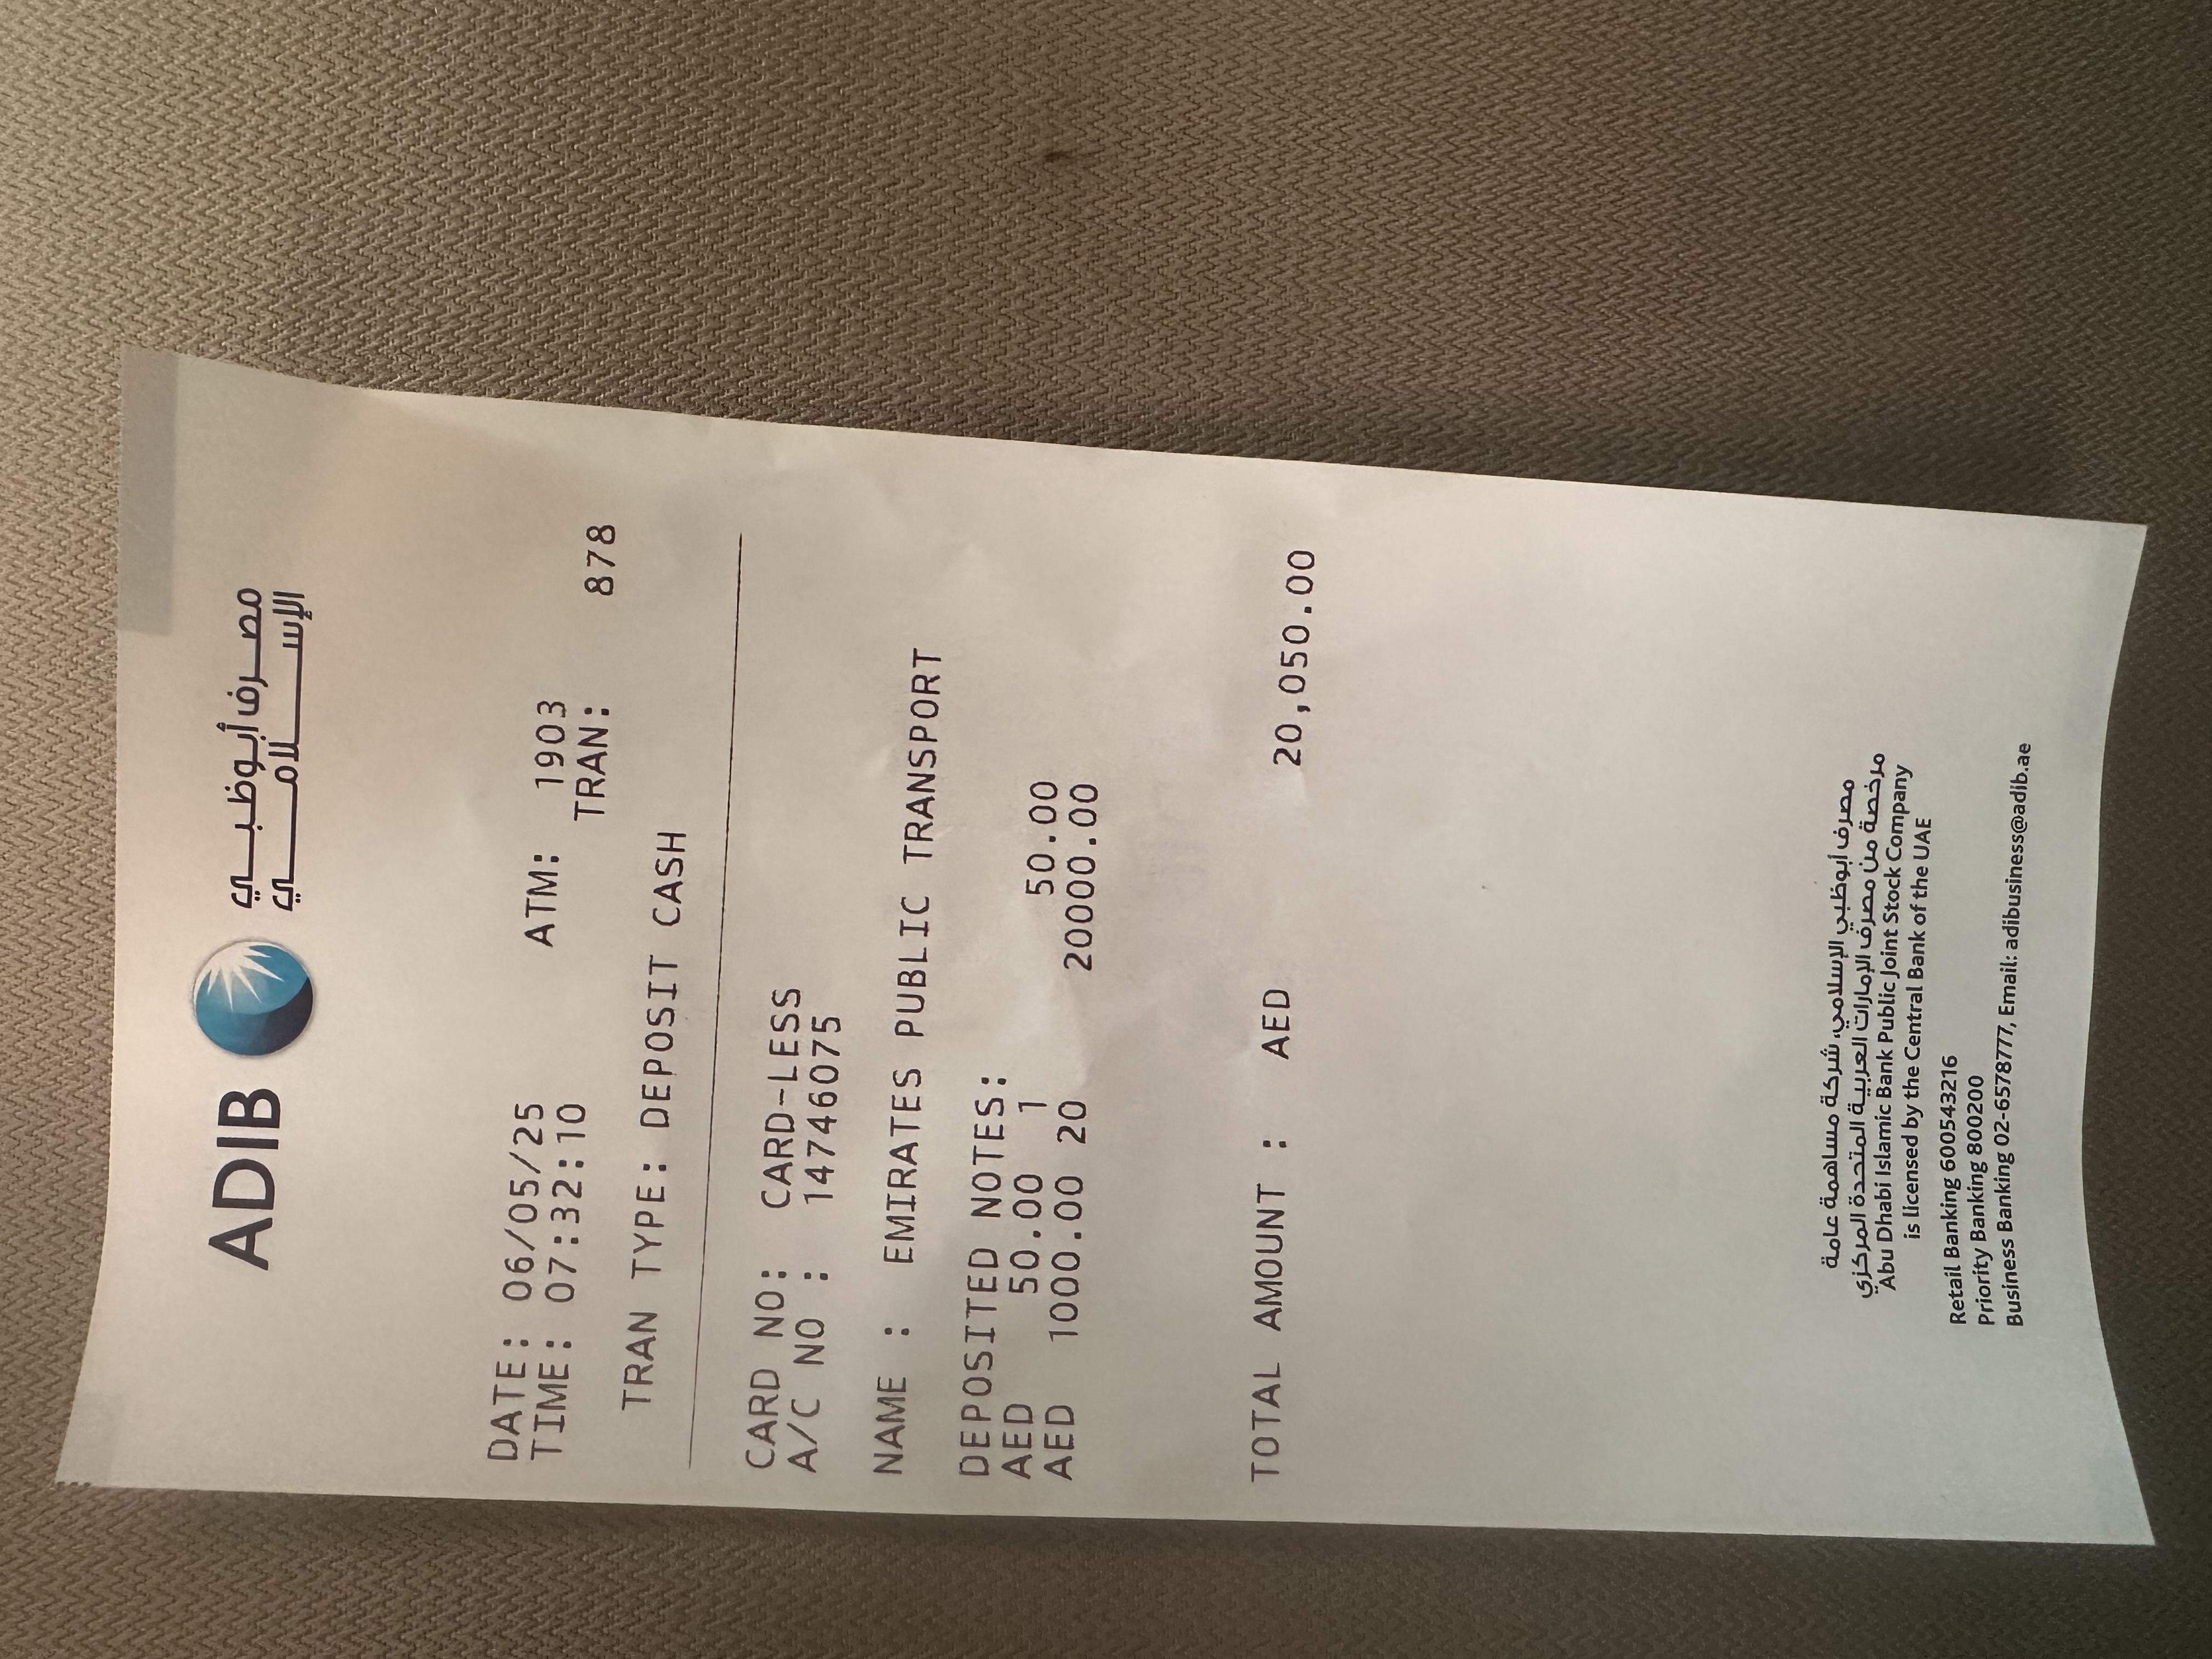 ADIB
مصرف أبوظبي
الإسلامي
DATE: 06/05/25 ATM: 1903
TIME: 07:32:10 TRAN: 878
TRAN TYPE: DEPOSIT CASH
CARD NO: CARD-LESS
A/C NO : 14746075
NAME : EMIRATES PUBLIC TRANSPORT
DEPOSITED NOTES:
AED 50.00 1 50.00
AED 1000.00 20 20000.00
TOTAL AMOUNT : AED 20,050.00
مصرف أبوظبي الإسلامي، شركة مساهمة عامة
مرخصة من مصرف الإمارات العربية المتحدة المركزي
Abu Dhabi Islamic Bank Public Joint Stock Company
is licensed by the Central Bank of the UAE
Retail Banking 600543216
Priority Banking 800200
Business Banking 02-6578777, Email: adibusiness@adib.ae